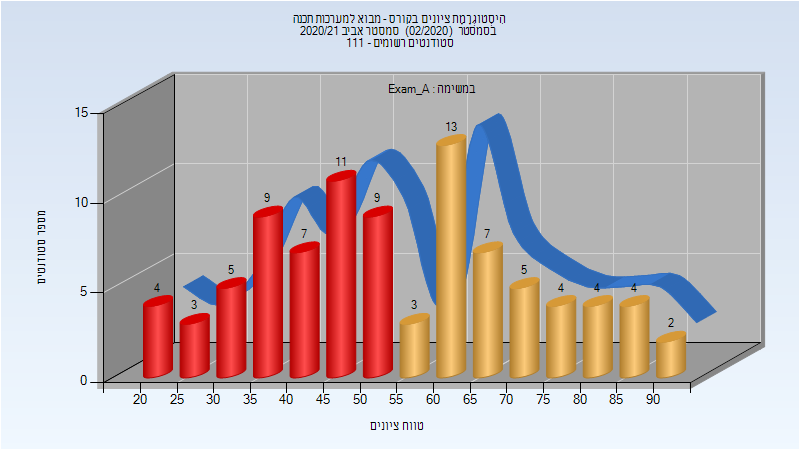 היסטוגרמת ציונים בקורס - מבוא למערכות תכנה
בסמסטר (02/2020) סמסטר אביב 2020/21
סטודנטים רשומים - 111
במשימה : Exam_A
מספר סטודנטים
15
10
5
0
4
3
5
9
7
11
9
3
13
7
5
4
4
4
2
20 25 30 35 40 45 50 55 60 65 70 75 80 85 90
טווח ציונים